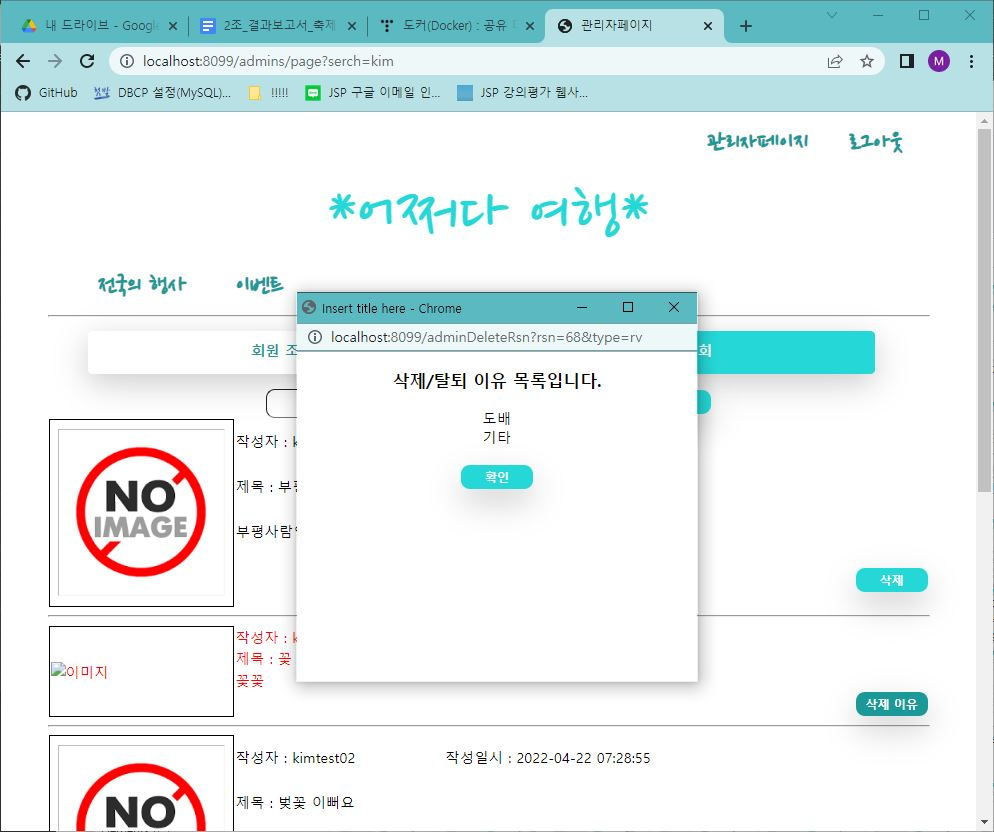 내 드라이브 - Google
2조_결과보고서_축제
도커(Docker) : 공유
관리자페이지
M
localhost:8099/admins/page?serch=kim
GitHub
DBCP 설정(MySQL)...
!!!!!
JSP 구글 이메일 인...
JSP 강의평가 웹사...
관리자페이지 로그아웃
*어쩌다 여행*
전국의 행사 이벤트
회원 조
회
Insert title here - Chrome
localhost:8099/adminDeleteRsn?rsn=68&type=rv
삭제/탈퇴 이유 목록입니다.
도배
기타
확인
NO
IMAGE
작성자 : k
제목 : 부평
부평사람
삭제
이미지
작성자 : k
제목 : 꽃
꽃꽃
삭제 이유
NO
작성자 : kimtest02 작성일시 : 2022-04-22 07:28:55
제목 : 벚꽃 이뻐요